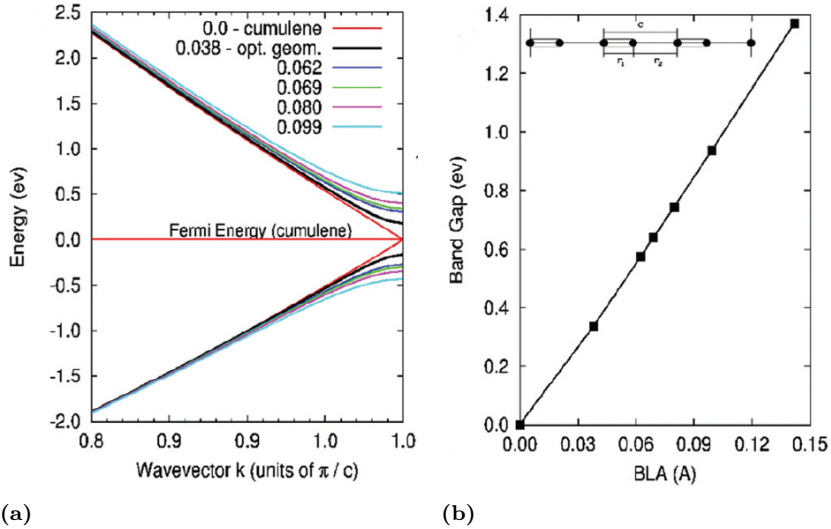 2.5
2.0
1.5
1.0
0.5
0.0
-0.5
-1.0
-1.5
-2.0
Energy (ev)
0.0 - cumulene
0.038 - opt. geom.
0.062
0.069
0.080
0.099
Fermi Energy (cumulene)
0.8
0.9
0.9
1.0
1.0
Wavevector k (units of π / c)
(a)
1.4
1.2
1.0
0.8
0.6
0.4
0.2
0.0
Band Gap (ev)
c
r₁
r₂
0.00
0.03
0.06
0.09
0.12
0.15
BLA (A)
(b)